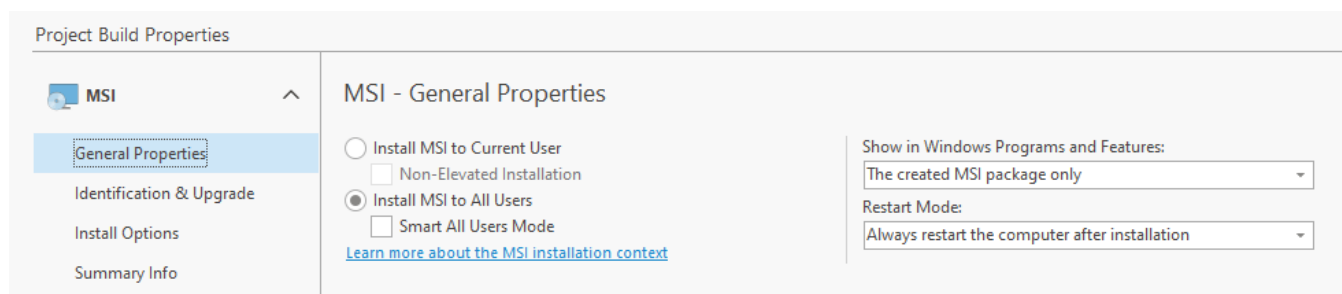 Project Build Properties
MSI
General Properties
Identification & Upgrade
Install Options
Summary Info
MSI - General Properties
Install MSI to Current User
Non-Elevated Installation
Install MSI to All Users
Smart All Users Mode
Learn more about the MSI installation context
Show in Windows Programs and Features:
The created MSI package only
Restart Mode:
Always restart the computer after installation